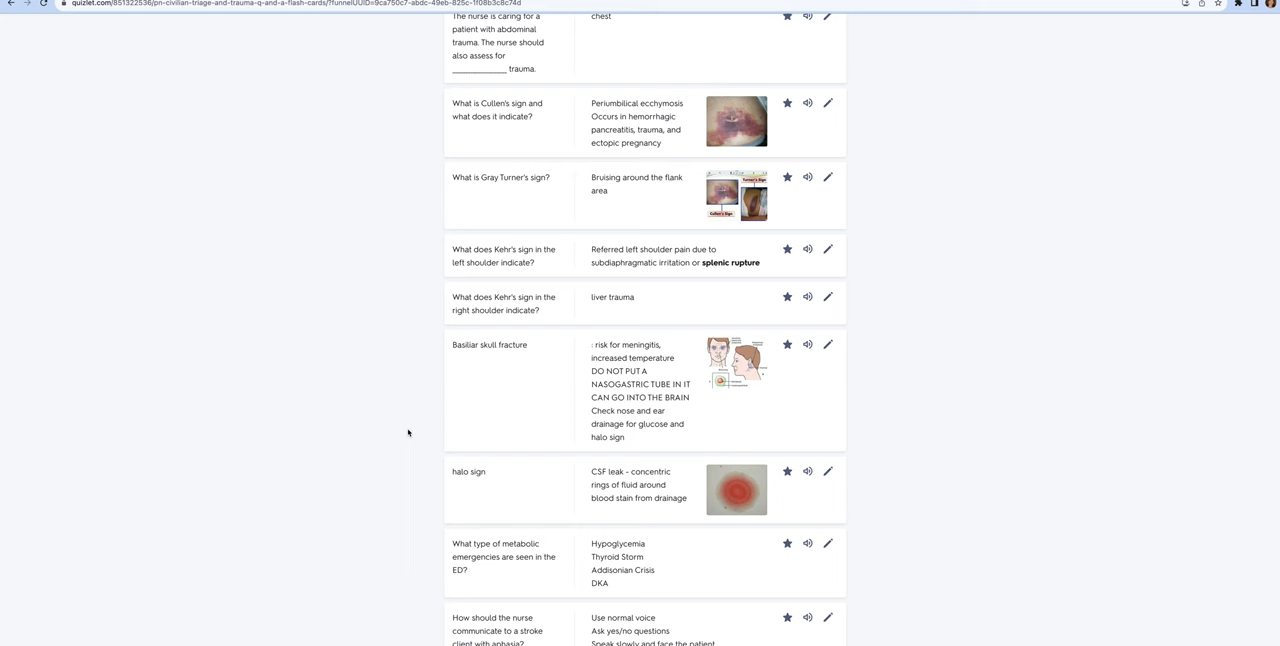 quizlet.com/851322536/pn-civilian-triage-and-trauma-q-and-a-flash-cards/?funnelUUID=9ca750c7-abdc-49eb-825c-1f08b3c8c74d
The nurse is caring for a
patient with abdominal
trauma. The nurse should
also assess for
______________ trauma.
chest
What is Cullen's sign and
what does it indicate?
Periumbilical ecchymosis
Occurs in hemorrhagic
pancreatitis, trauma, and
ectopic pregnancy
What is Gray Turner's sign?
Bruising around the flank
area
Turner's Sign
Cullen's Sign
What does Kehr's sign in the
left shoulder indicate?
Referred left shoulder pain due to
subdiaphragmatic irritation or splenic rupture
What does Kehr's sign in the
right shoulder indicate?
liver trauma
Basiliar skull fracture
: risk for meningitis,
increased temperature
DO NOT PUT A
NASOGASTRIC TUBE IN IT
CAN GO INTO THE BRAIN
Check nose and ear
drainage for glucose and
halo sign
halo sign
CSF leak - concentric
rings of fluid around
blood stain from drainage
What type of metabolic
emergencies are seen in the
ED?
Hypoglycemia
Thyroid Storm
Addisonian Crisis
DKA
How should the nurse
communicate to a stroke
client with aphasia?
Use normal voice
Ask yes/no questions
Speak slowly and face the patient